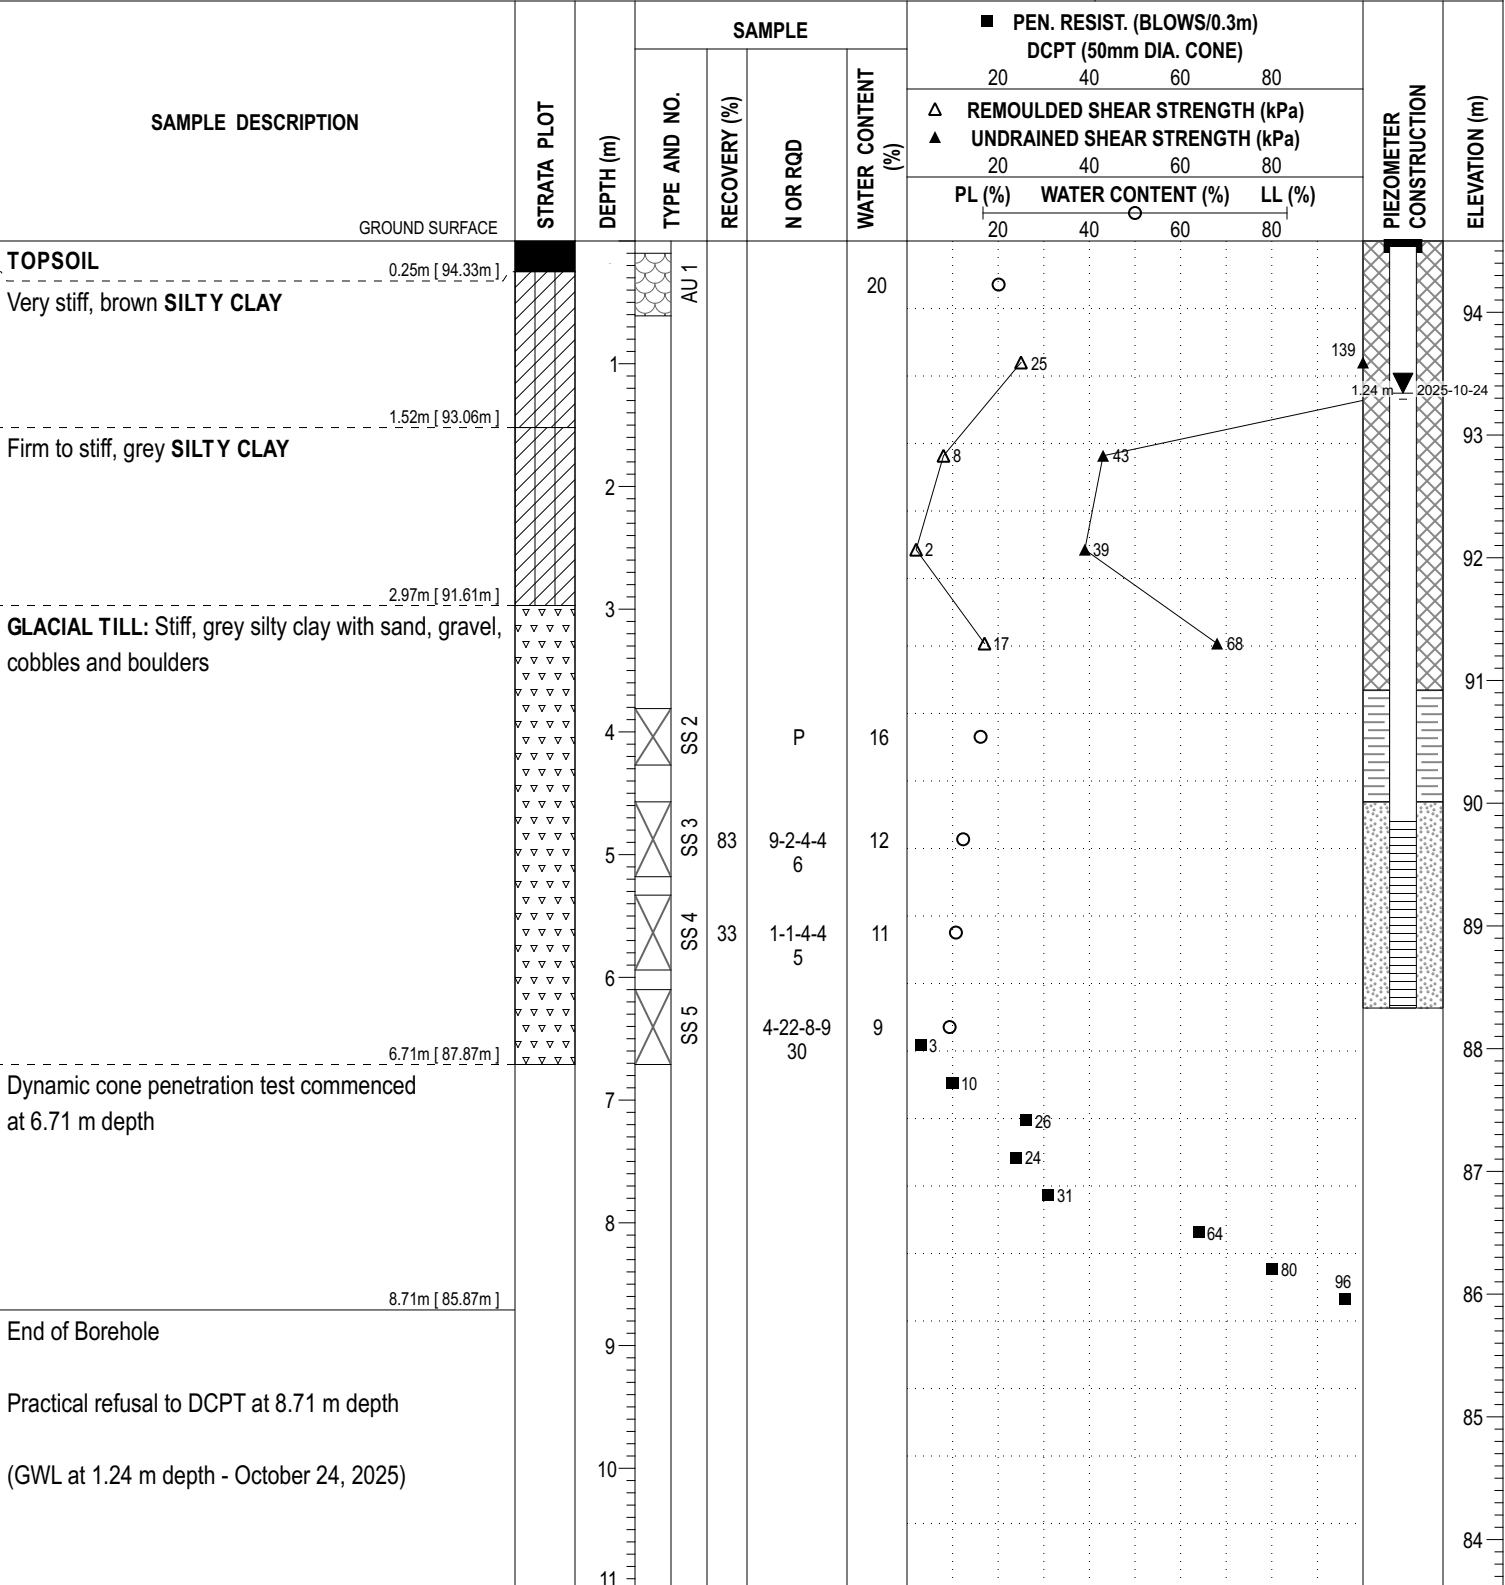 SAMPLE DESCRIPTION
GROUND SURFACE
STRATA PLOT
DEPTH (m)
SAMPLE
TYPE AND NO.
RECOVERY (%)
N OR RQD
WATER CONTENT
(%)
■ PEN. RESIST. (BLOWS/0.3m)
DCPT (50mm DIA. CONE)
20 40 60 80
△ REMOULDED SHEAR STRENGTH (kPa)
▲ UNDRAINED SHEAR STRENGTH (kPa)
20 40 60 80
PL (%) WATER CONTENT (%) LL (%)
20 40 60 80
PIEZOMETER
CONSTRUCTION
ELEVATION (m)
TOPSOIL
0.25m [ 94.33m ]
AU 1
20
Very stiff, brown SILTY CLAY
94
139
1
25
1.24 m 2025-10-24
1.52m [ 93.06m ]
93
Firm to stiff, grey SILTY CLAY
8
43
2
2
39
92
2.97m [ 91.61m ]
3
GLACIAL TILL: Stiff, grey silty clay with sand, gravel,
cobbles and boulders
17
68
91
4
SS 2
P
16
90
SS 3
83
9-2-4-4
6
12
5
SS 4
33
1-1-4-4
5
11
89
6
SS 5
4-22-8-9
30
9
3
88
6.71m [ 87.87m ]
Dynamic cone penetration test commenced
at 6.71 m depth
10
7
26
24
87
31
8
64
80
96
86
8.71m [ 85.87m ]
End of Borehole
9
Practical refusal to DCPT at 8.71 m depth
85
(GWL at 1.24 m depth - October 24, 2025)
10
84
11